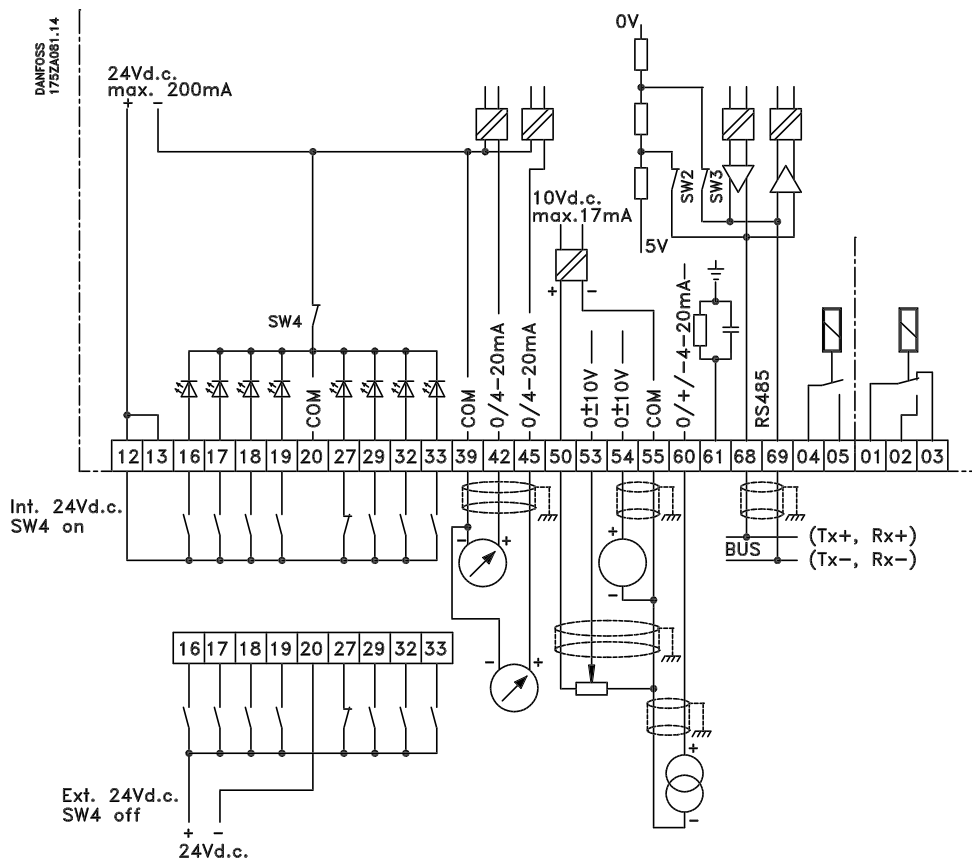 DANFOSS
175ZA081.14
24Vd.c.
max. 200mA
+ −
0V
10Vd.c.
max.17mA
+ −
5V
SW2
SW3
SW4
COM
COM
0/4−20mA
0/4−20mA
0±10V
0±10V
COM
0/+/−4−20mA−
RS485
12 13 16 17 18 19 20 27 29 32 33 39 42 45 50 53 54 55 60 61 68 69 04 05 01 02 03
Int. 24Vd.c.
SW4 on
− +
+
−
BUS
(Tx+, Rx+)
(Tx−, Rx−)
16 17 18 19 20 27 29 32 33
− +
+
−
Ext. 24Vd.c.
SW4 off
+ −
24Vd.c.